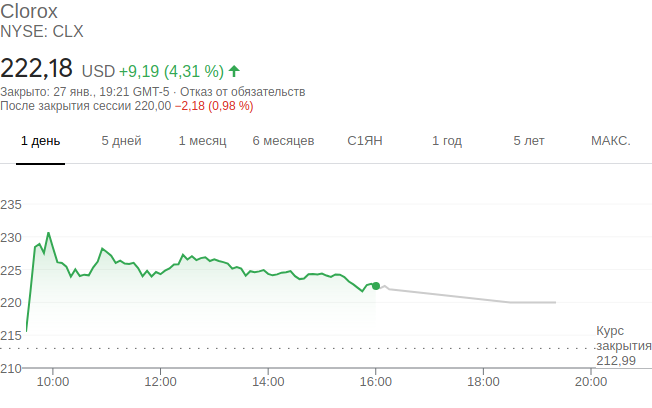 Clorox
NYSE: CLX
222,18 USD +9,19 (4,31 %)
Закрыто: 27 янв., 19:21 GMT-5 · Отказ от обязательств
После закрытия сессии 220,00 −2,18 (0,98 %)
1 день 5 дней 1 месяц 6 месяцев С1ЯН 1 год 5 лет МАКС.
235
230
225
220
215
210
Курс
закрытия
212,99
10:00 12:00 14:00 16:00 18:00 20:00